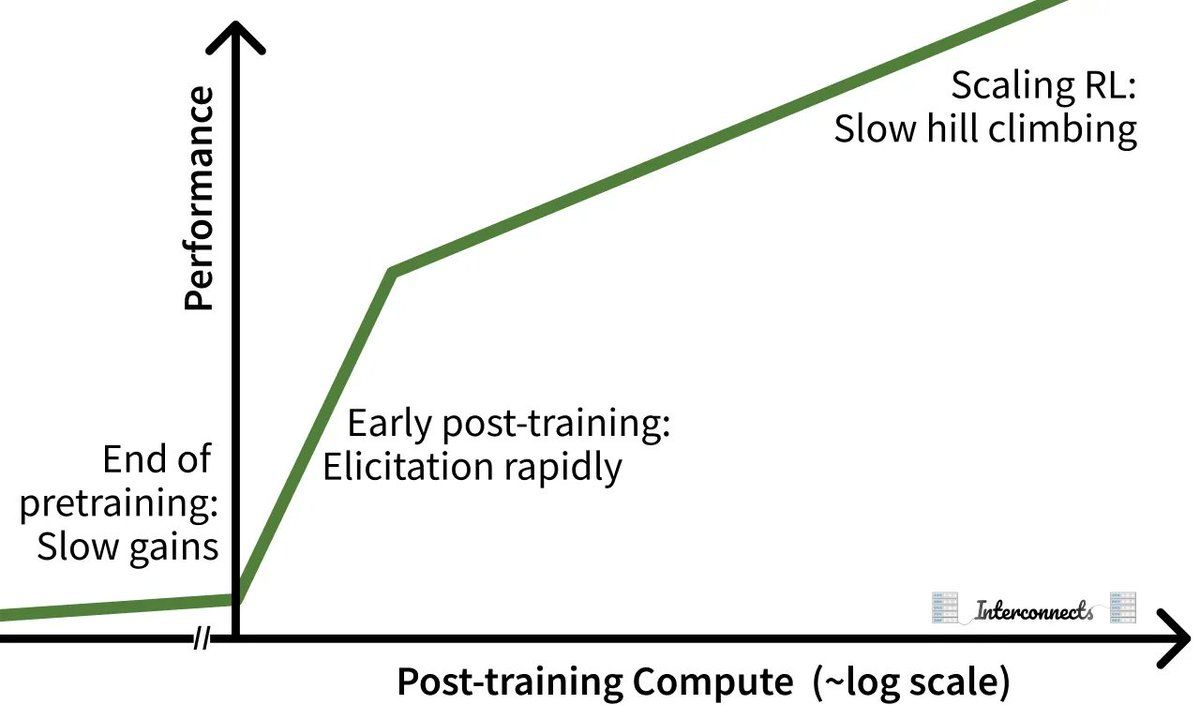 Performance
Scaling RL:
Slow hill climbing
Early post-training:
Elicitation rapidly
End of
pretraining:
Slow gains
//
Interconnects
Post-training Compute (~log scale)